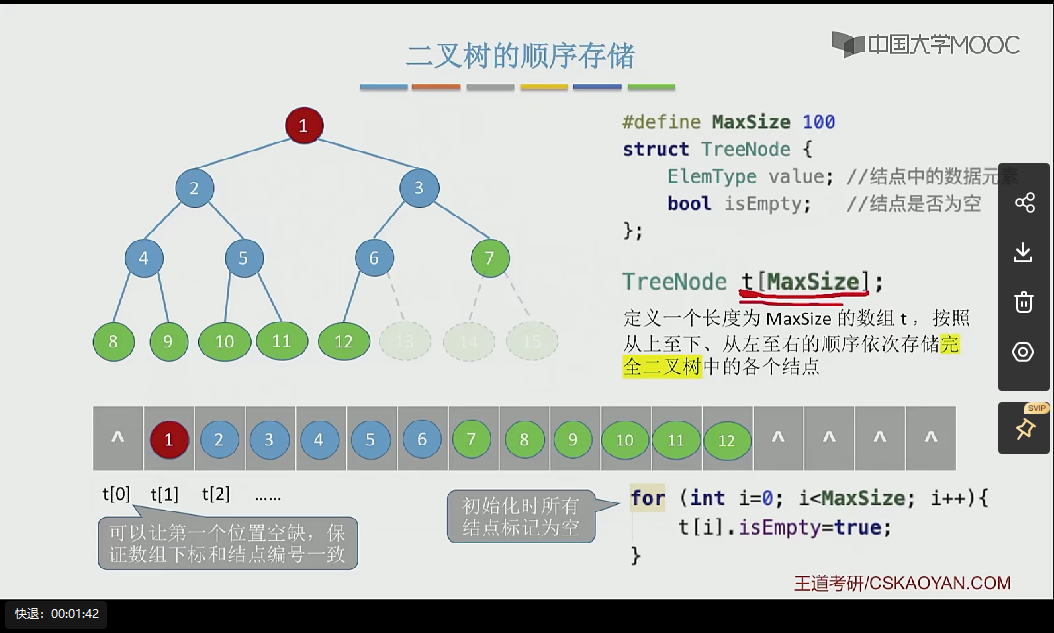 中国大学MOOC
二叉树的顺序存储
1
2
3
4
5
6
7
8
9
10
11
12
13
14
15
#define MaxSize 100
struct TreeNode {
ElemType value; //结点中的数据元素
bool isEmpty; //结点是否为空
};
TreeNode t[MaxSize];
定义一个长度为 MaxSize 的数组 t ，按照
从上至下、从左至右的顺序依次存储完
全二叉树中的各个结点
^ 1 2 3 4 5 6 7 8 9 10 11 12 ^ ^ ^ ^
t[0] t[1] t[2] ……
可以让第一个位置空缺，保
证数组下标和结点编号一致
初始化时所有
结点标记为空
for (int i=0; i<MaxSize; i++){
t[i].isEmpty=true;
}
SVIP
王道考研/CSKAOYAN.COM
快退：00:01:42